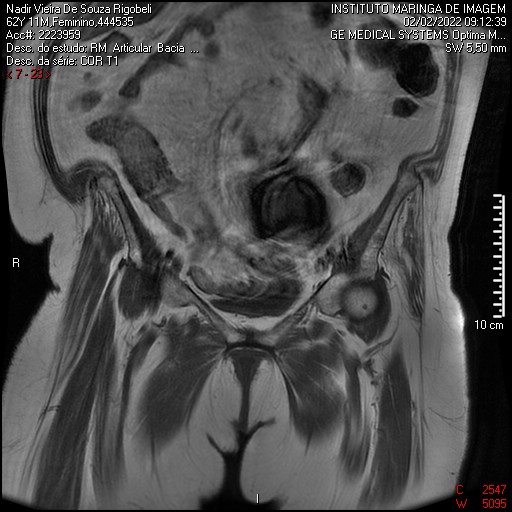 Nadir Vieira De Souza Rigobeli
62Y 11M,Feminino,444535
Acc#: 2223959
Desc. do estudo: RM Articular Bacia ...
Desc. da série: COR T1
< 7 - 23 >
INSTITUTO MARINGA DE IMAGEM
02/02/2022 09:12:39
GE MEDICAL SYSTEMS Optima M...
SW 5,50 mm
R
10 cm
C 2547
W 5095